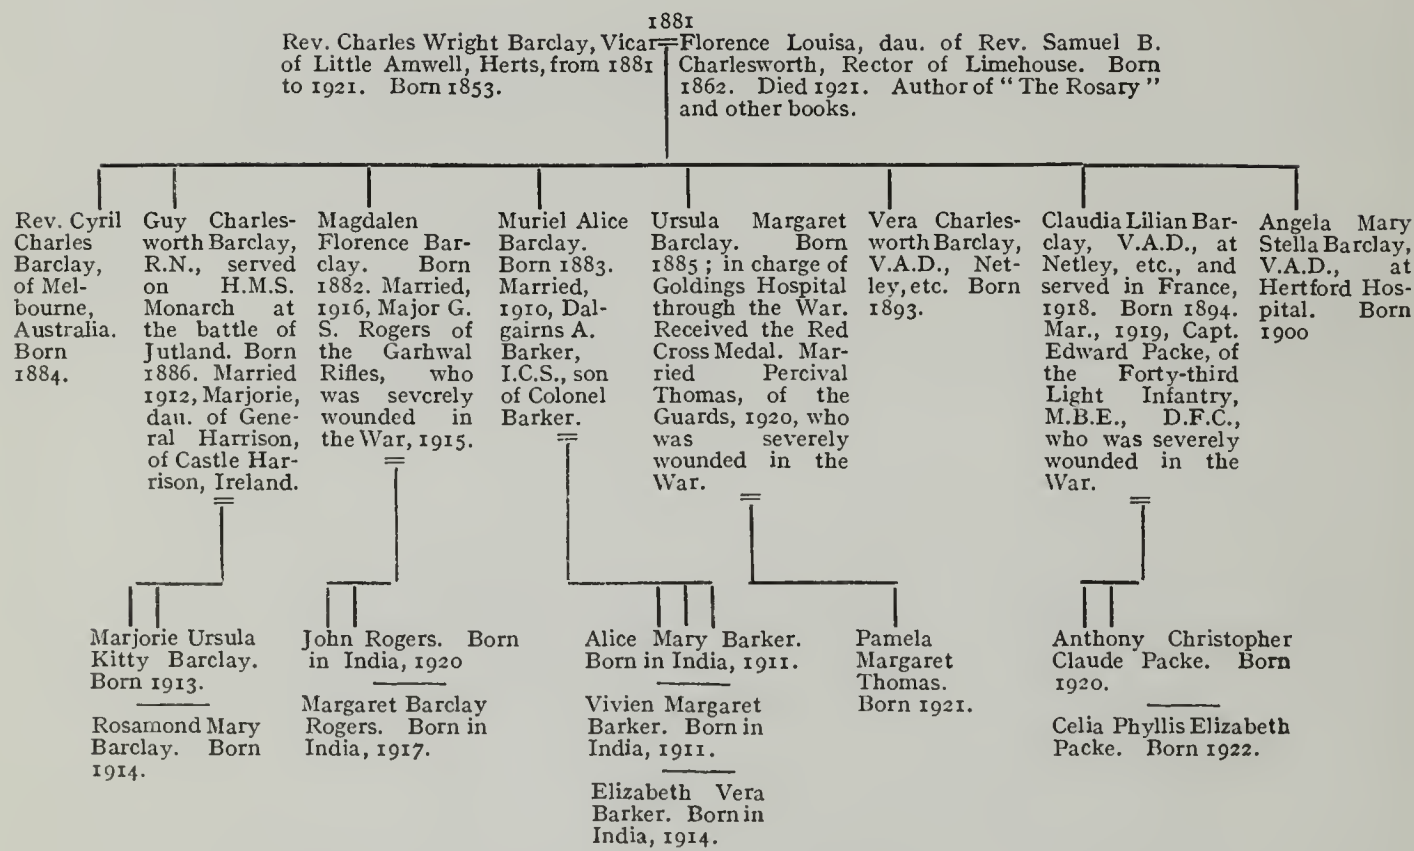 1881
Rev. Charles Wright Barclay, Vicar
of Little Amwell, Herts, from 1881
to 1921. Born 1853.
=
Florence Louisa, dau. of Rev. Samuel B.
Charlesworth, Rector of Limehouse. Born
1862. Died 1921. Author of "The Rosary"
and other books.
Rev. Cyril
Charles
Barclay,
of Mel-
bourne,
Australia.
Born
1884.
Guy Charles-
worth Barclay,
R.N., served
on H.M.S.
Monarch at
the battle of
Jutland. Born
1886. Married
1912, Marjorie,
dau. of Gene-
ral Harrison,
of Castle Har-
rison, Ireland.
=
Magdalen
Florence Bar-
clay. Born
1882. Married,
1916, Major G.
S. Rogers of
the Garhwal
Rifles, who
was severely
wounded in
the War, 1915.
=
Muriel Alice
Barclay.
Born 1883.
Married,
1910, Dal-
gairns A.
Barker,
I.C.S., son
of Colonel
Barker.
=
Ursula Margaret
Barclay. Born
1885; in charge of
Goldings Hospital
through the War.
Received the Red
Cross Medal. Mar-
ried Percival
Thomas, of the
Guards, 1920, who
was severely
wounded in the
War.
=
Vera Charles-
worth Barclay,
V.A.D., Net-
ley, etc. Born
1893.
Claudia Lilian Bar-
clay, V.A.D., at
Netley, etc., and
served in France,
1918. Born 1894.
Mar., 1919, Capt.
Edward Packe, of
the Forty-third
Light Infantry,
M.B.E., D.F.C.,
who was severely
wounded in the
War.
=
Angela Mary
Stella Barclay,
V.A.D., at
Hertford Hos-
pital. Born
1900
Marjorie Ursula
Kitty Barclay.
Born 1913.
Rosamond Mary
Barclay. Born
1914.
John Rogers. Born
in India, 1920
Margaret Barclay
Rogers. Born in
India, 1917.
Alice Mary Barker.
Born in India, 1911.
Vivien Margaret
Barker. Born in
India, 1911.
Elizabeth Vera
Barker. Born in
India, 1914.
Pamela
Margaret
Thomas.
Born 1921.
Anthony Christopher
Claude Packe. Born
1920.
Celia Phyllis Elizabeth
Packe. Born 1922.